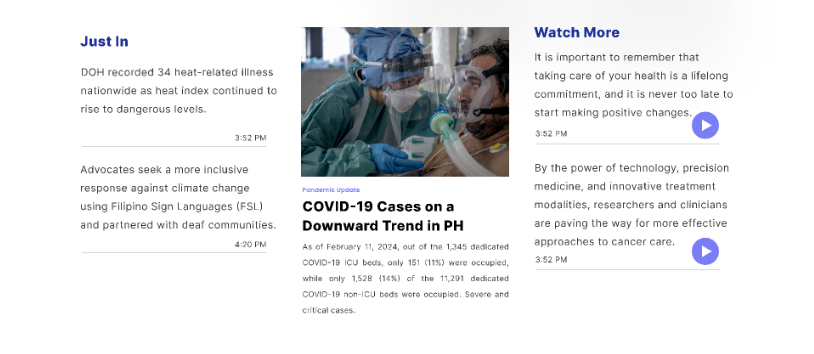 Just In
DOH recorded 34 heat-related illness
nationwide as heat index continued to
rise to dangerous levels.
3:52 PM
Advocates seek a more inclusive
response against climate change
using Filipino Sign Languages (FSL)
and partnered with deaf communities.
4:20 PM
Pandemic Update
COVID-19 Cases on a
Downward Trend in PH
As of February 11, 2024, out of the 1,345 dedicated
COVID-19 ICU beds, only 151 (11%) were occupied,
while only 1,528 (14%) of the 11,291 dedicated
COVID-19 non-ICU beds were occupied. Severe and
critical cases.
Watch More
It is important to remember that
taking care of your health is a lifelong
commitment, and it is never too late to
start making positive changes.
3:52 PM
By the power of technology, precision
medicine, and innovative treatment
modalities, researchers and clinicians
are paving the way for more effective
approaches to cancer care.
3:52 PM